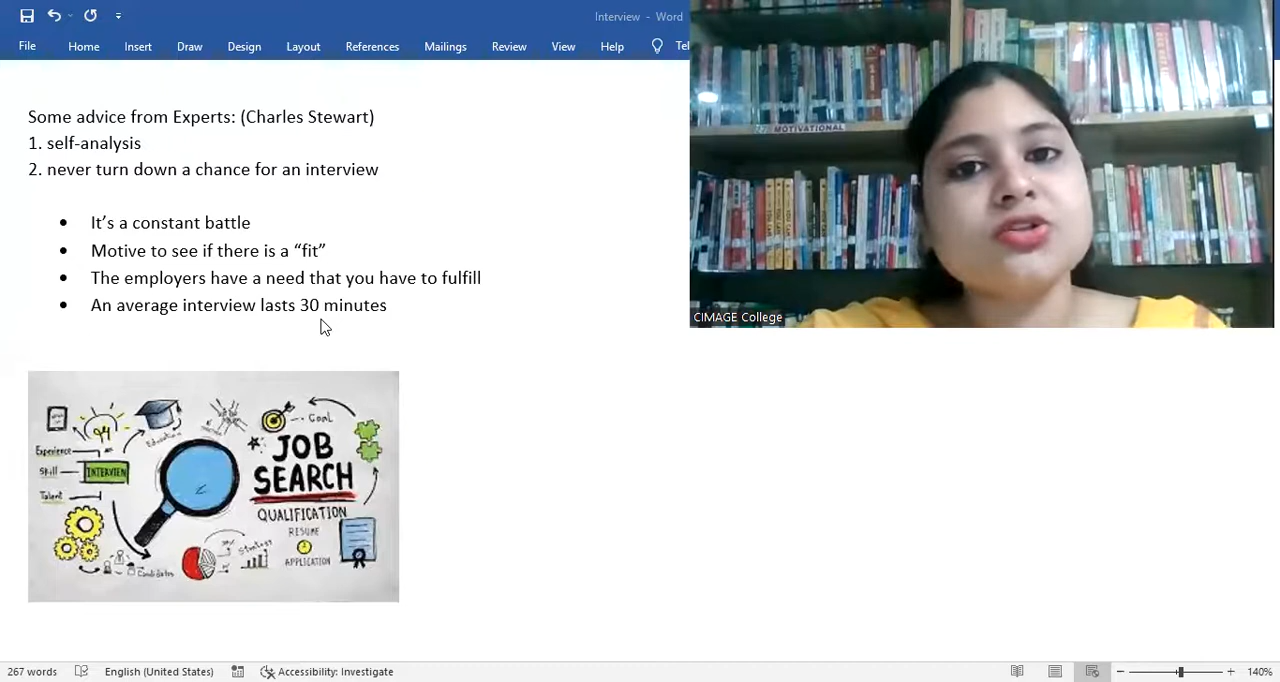 Interview - Word
File Home Insert Draw Design Layout References Mailings Review View Help Tel
Some advice from Experts: (Charles Stewart)
1. self-analysis
2. never turn down a chance for an interview
• It’s a constant battle
• Motive to see if there is a “fit”
• The employers have a need that you have to fulfill
• An average interview lasts 30 minutes
MOTIVATIONAL
CIMAGE College
GOAL
Education
Experience
Skill
INTERVIEW
Talent
JOB
SEARCH
QUALIFICATION
RESUME
APPLICATION
Strategy
Candidates
267 words English (United States) Accessibility: Investigate 140%